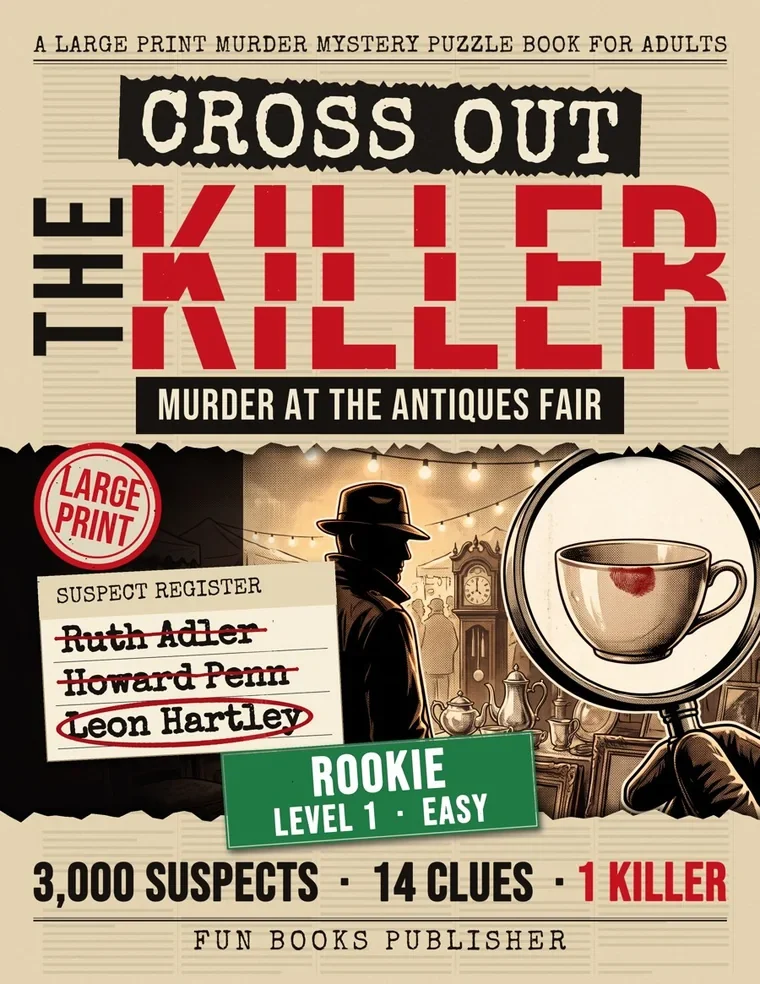 A LARGE PRINT MURDER MYSTERY PUZZLE BOOK FOR ADULTS
CROSS OUT
THE
KILLER
MURDER AT THE ANTIQUES FAIR
LARGE
PRINT
SUSPECT REGISTER
Ruth Adler
Howard Penn
Leon Hartley
ROOKIE
LEVEL 1 · EASY
3,000 SUSPECTS · 14 CLUES · 1 KILLER
FUN BOOKS PUBLISHER